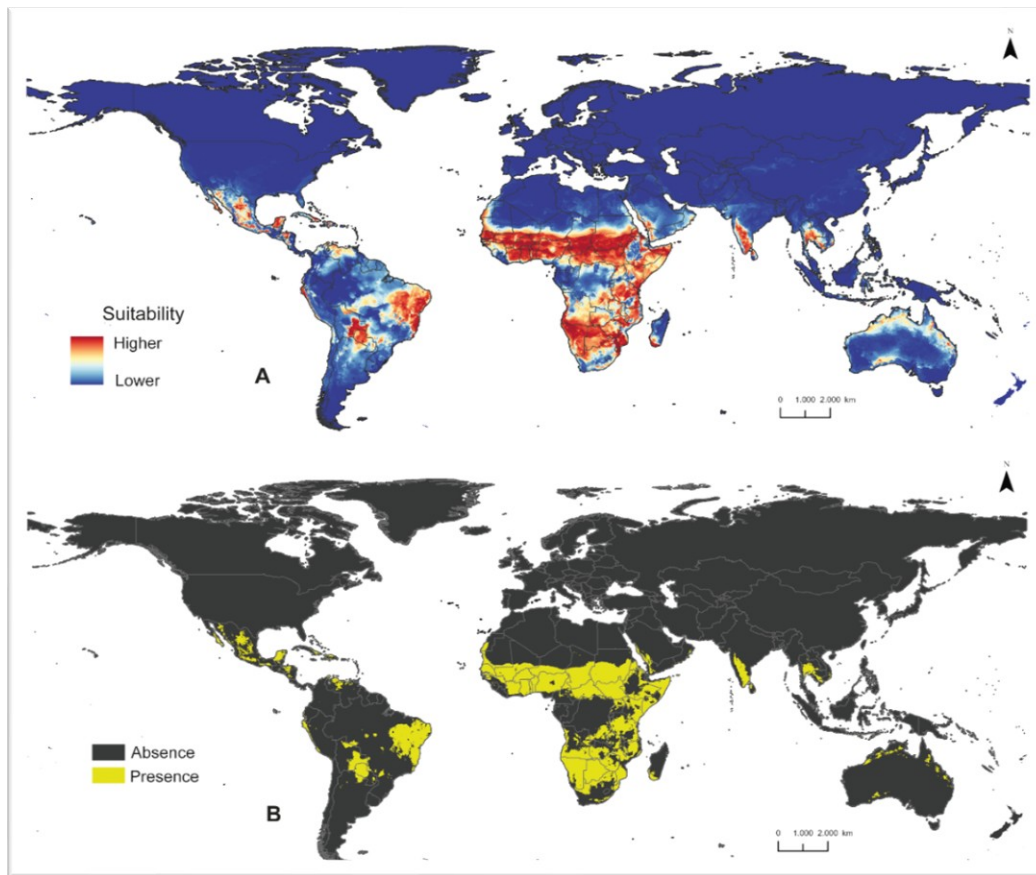 N
Suitability
Higher
Lower
A
0 1.000 2.000 km
N
Absence
Presence
B
0 1.000 2.000 km